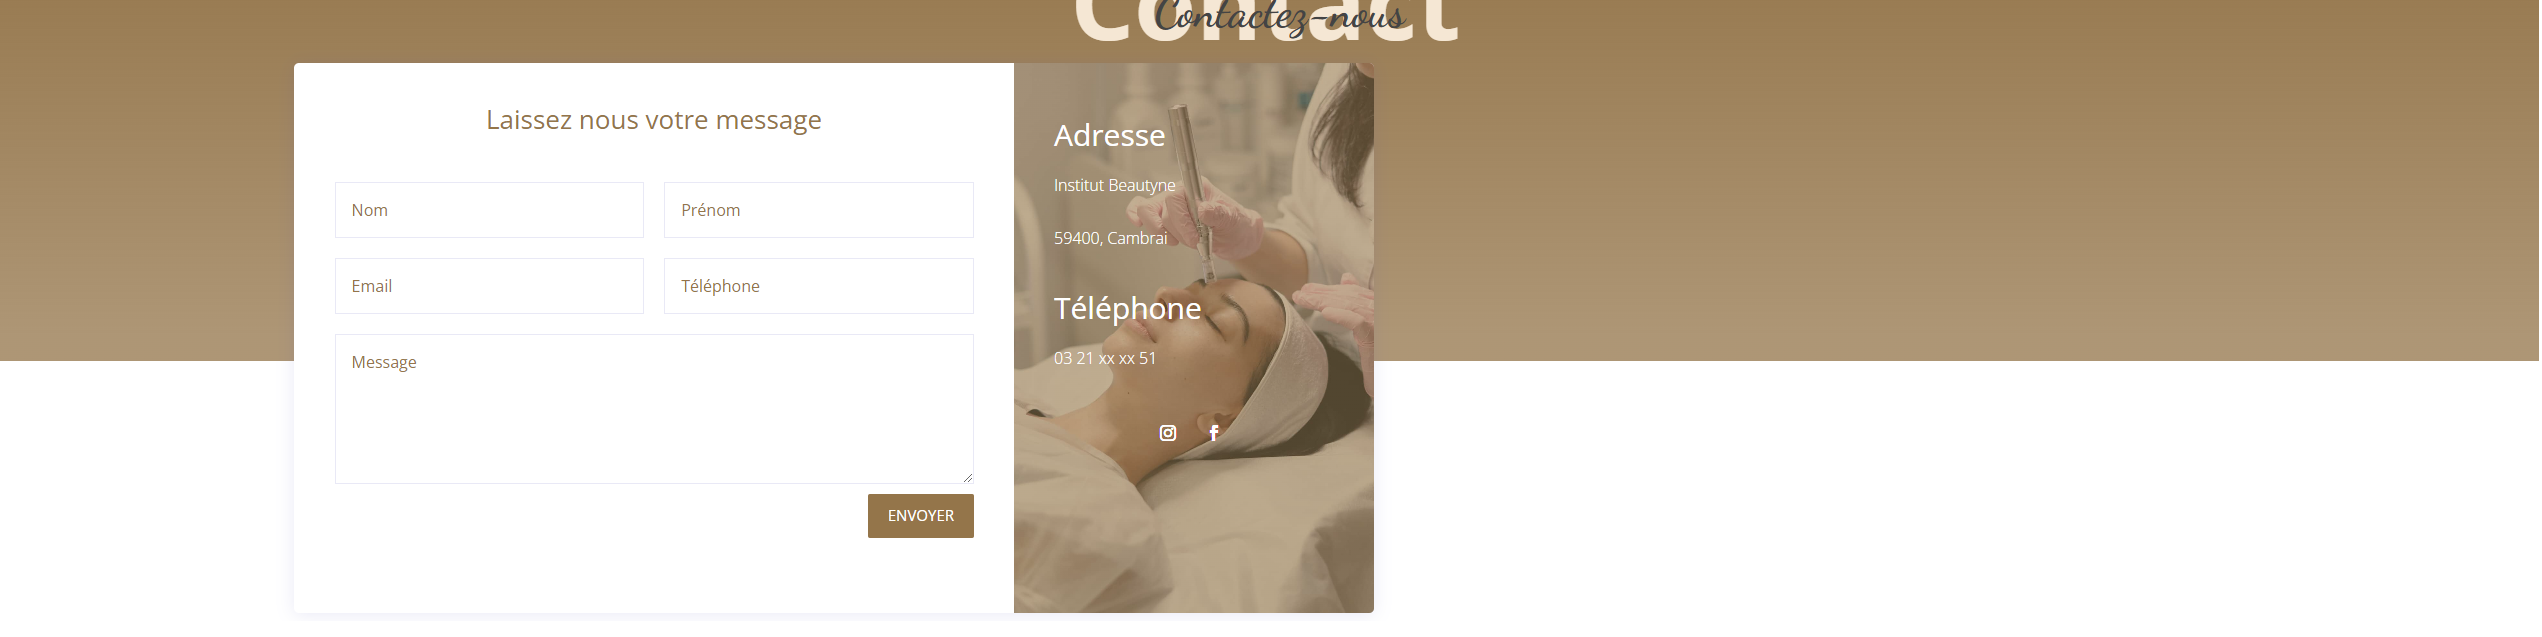 Contact
Contactez-nous
Laissez nous votre message
Nom
Prénom
Email
Téléphone
Message
ENVOYER
Adresse
Institut Beautyne
59400, Cambrai
Téléphone
03 21 xx xx 51